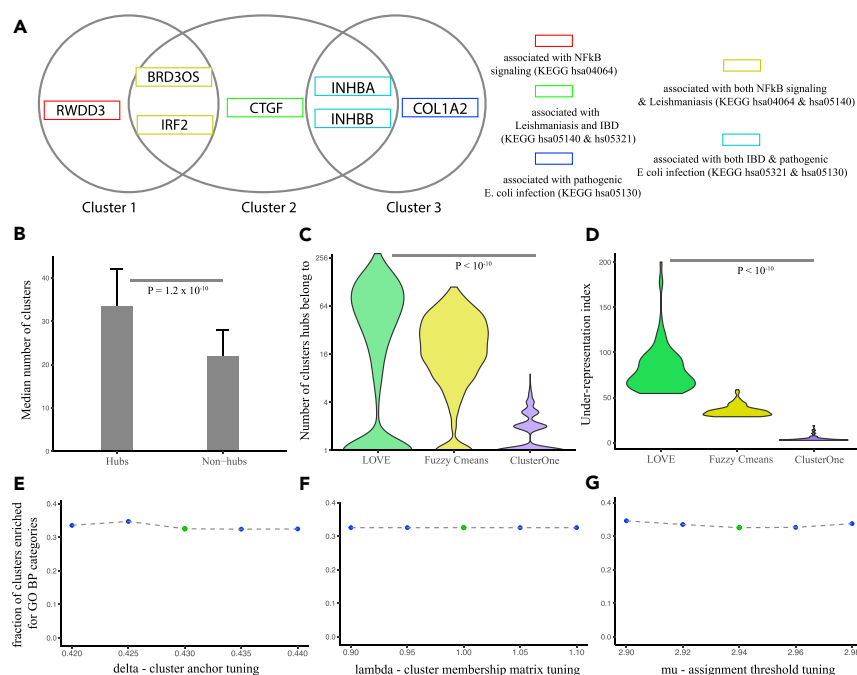 A
RWDD3
BRD3OS
IRF2
CTGF
INHBA
INHBB
COL1A2
Cluster 1
Cluster 2
Cluster 3
associated with NFkB
signaling (KEGG hsa04064)
associated with
Leishmaniasis and IBD
(KEGG hsa05140 & hs05321)
associated with pathogenic
E. coli infection (KEGG hsa05130)
associated with both NFkB signaling
& Leishmaniasis (KEGG hsa04064 & hsa05140)
associated with both IBD & pathogenic
E coli infection (KEGG hsa05321 & hsa05130)
B
Median number of clusters
40
30
20
10
0
P = 1.2 x 10⁻¹⁰
Hubs
Non-hubs
C
Number of clusters hubs belong to
256
64
16
4
1
P < 10⁻¹⁰
LOVE
Fuzzy Cmeans
ClusterOne
D
Under-representation index
200
150
100
50
0
P < 10⁻¹⁰
LOVE
Fuzzy Cmeans
ClusterOne
E
fraction of clusters enriched
for GO BP categories
0.4
0.3
0.2
0.1
0.0
0.420
0.425
0.430
0.435
0.440
delta - cluster anchor tuning
F
0.4
0.3
0.2
0.1
0.0
0.90
0.95
1.00
1.05
1.10
lambda - cluster membership matrix tuning
G
0.4
0.3
0.2
0.1
0.0
2.90
2.92
2.94
2.96
2.98
mu - assignment threshold tuning